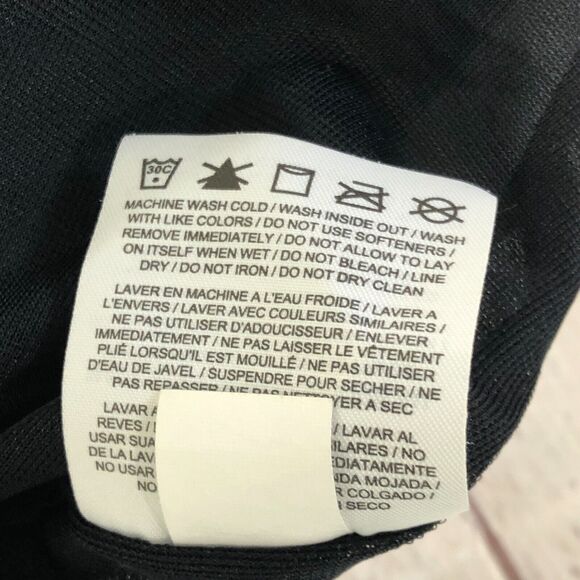 30C
MACHINE WASH COLD / WASH INSIDE OUT / WASH
WITH LIKE COLORS / DO NOT USE SOFTENERS /
REMOVE IMMEDIATELY / DO NOT ALLOW TO LAY
ON ITSELF WHEN WET / DO NOT BLEACH / LINE
DRY / DO NOT IRON / DO NOT DRY CLEAN
LAVER EN MACHINE A L'EAU FROIDE / LAVER A
L'ENVERS / LAVER AVEC COULEURS SIMILAIRES /
NE PAS UTILISER D'ADOUCISSEUR / ENLEVER
IMMEDIATEMENT / NE PAS LAISSER LE VÊTEMENT
PLIÉ LORSQU'IL EST MOUILLÉ / NE PAS UTILISER
D'EAU DE JAVEL / SUSPENDRE POUR SECHER / NE
PAS REPASSER / NE PAS NETTOYER A SEC
LAVAR A / LAVAR AL
REVES / ILARES / NO
USAR SUA EDIATAMENTE
DE LA LAV NDA MOJADA /
NO USAR R COLGADO /
N SECO